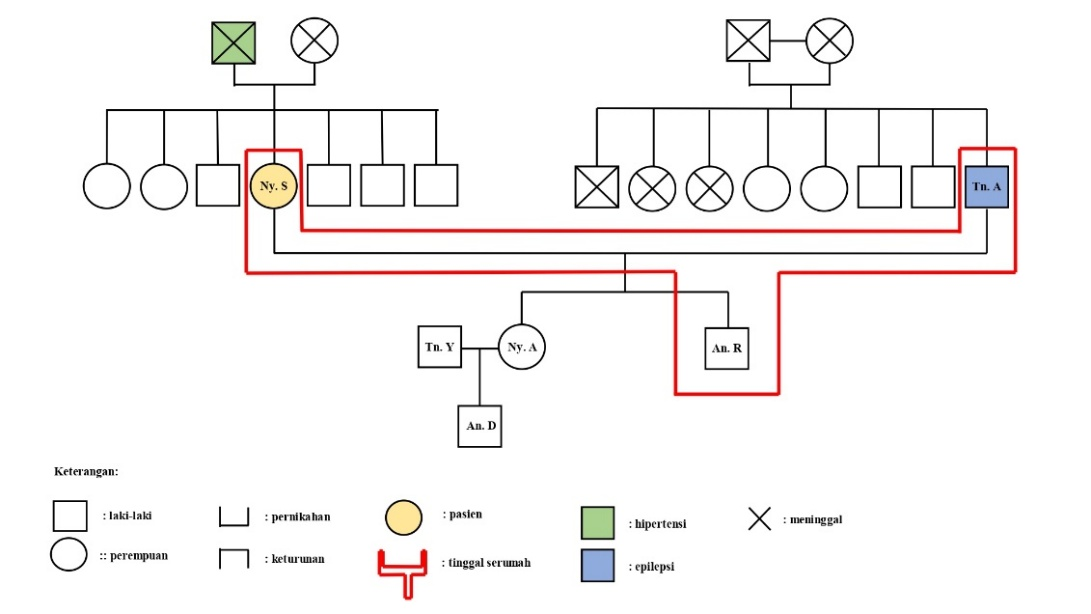 Ny. S
Tn. A
Tn. Y
Ny. A
An. R
An. D
Keterangan:
: laki-laki
: pernikahan
: pasien
: hipertensi
: meninggal
:: perempuan
: keturunan
: tinggal serumah
: epilepsi